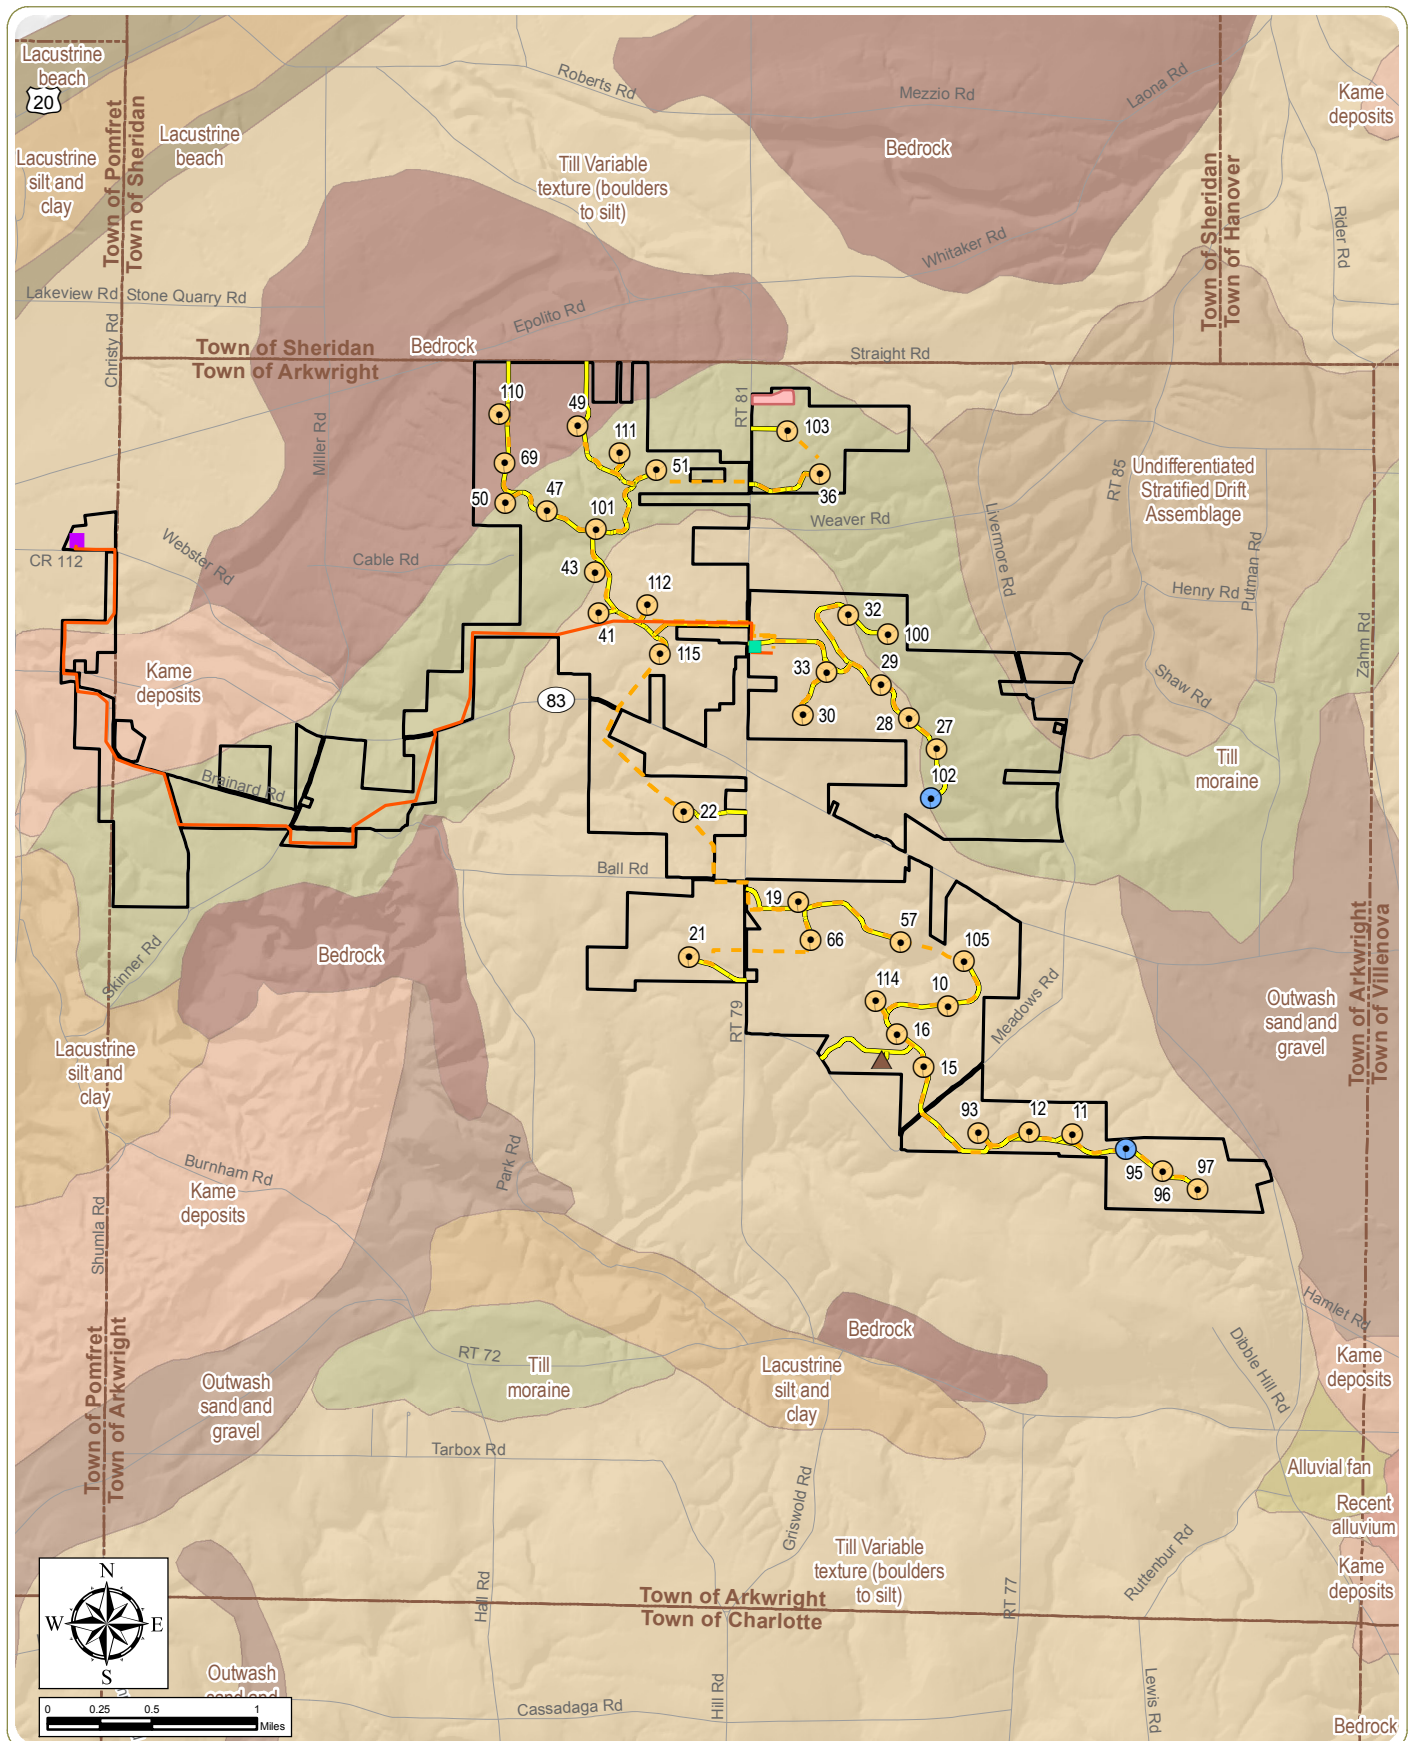 Lacustrine
beach
20
Town of Pomfret
Town of Sheridan
Lacustrine
beach
Lacustrine
silt and
clay
Roberts Rd
Mezzio Rd
Laona Rd
Kame
deposits
Bedrock
Till Variable
texture (boulders
to silt)
Town of Sheridan
Town of Hanover
Rider Rd
Whitaker Rd
Lakeview Rd
Stone Quarry Rd
Christy Rd
Epolito Rd
Town of Sheridan
Town of Arkwright
Bedrock
Straight Rd
Miller Rd
RT 81
110
49
111
103
69
51
36
50
47
101
Weaver Rd
RT 85
Undifferentiated
Stratified Drift
Assemblage
Livermore Rd
Putman Rd
CR 112
Webster Rd
Cable Rd
43
112
Henry Rd
41
32
100
Zahm Rd
115
Kame
deposits
33
29
Shaw Rd
83
30
28
27
Till
moraine
102
Brainard Rd
22
Ball Rd
19
57
21
66
105
Town of Arkwright
Town of Villenova
Bedrock
Skinner Rd
114
10
Meadows Rd
Outwash
sand and
gravel
RT 79
16
Lacustrine
silt and
clay
15
93
12
11
Park Rd
95
96
97
Burnham Rd
Kame
deposits
Shumla Rd
Hamlet Rd
Bedrock
Dibble Hill Rd
Town of Pomfret
Town of Arkwright
RT 72
Till
moraine
Lacustrine
silt and
clay
Kame
deposits
Outwash
sand and
gravel
Tarbox Rd
Alluvial fan
Griswold Rd
Recent
alluvium
Till Variable
texture (boulders
to silt)
Ruttenbur Rd
Kame
deposits
N
W
E
S
Hall Rd
RT 77
Town of Arkwright
Town of Charlotte
Outwash
sand and
Hill Rd
Lewis Rd
Cassadaga Rd
0
0.25
0.5
1
Miles
Bedrock